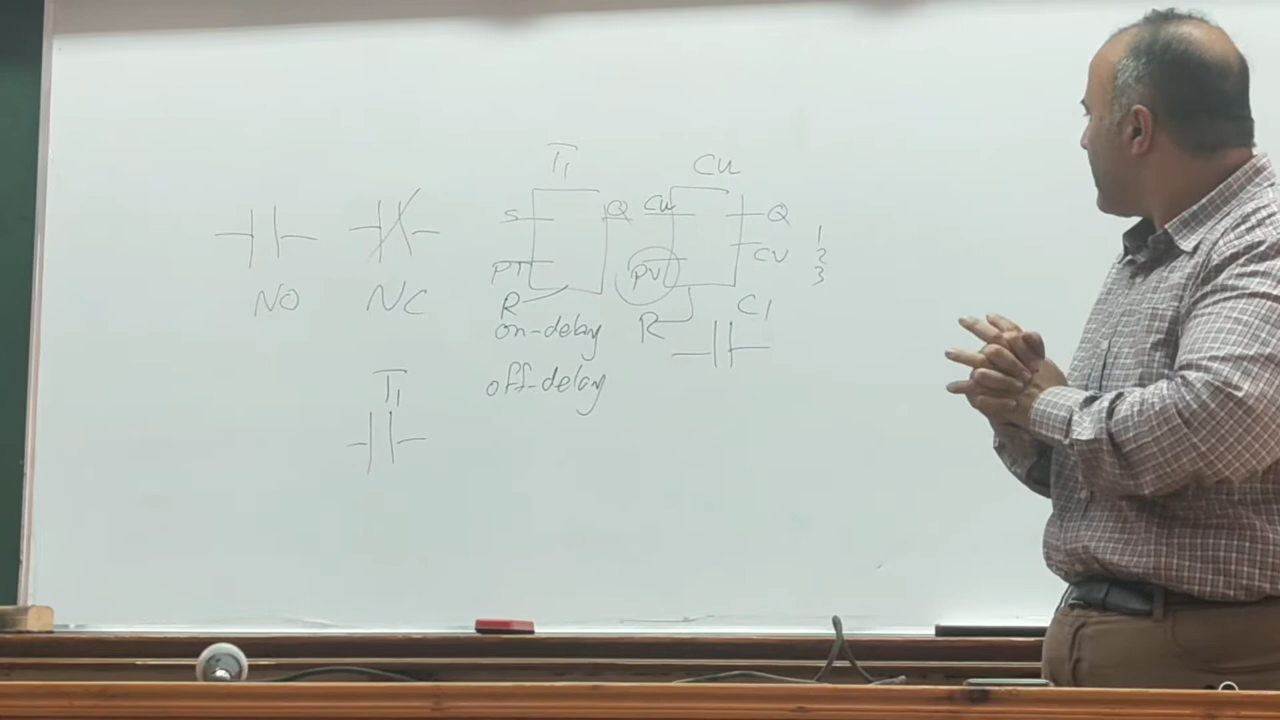 NO
NC
T1
T1
S
Q
PT
R
on-delay
off-delay
CU
CU
Q
PV
CV
R
C1
1
2
3